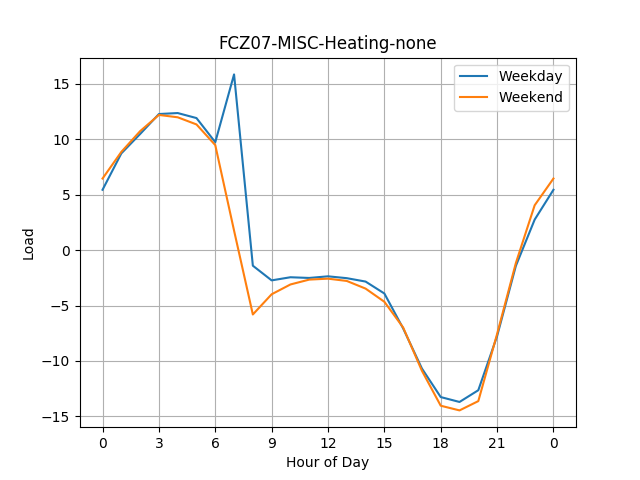 FCZ07-MISC-Heating-none
Weekday
Weekend
15
10
5
0
−5
−10
−15
Load
0 3 6 9 12 15 18 21 0
Hour of Day